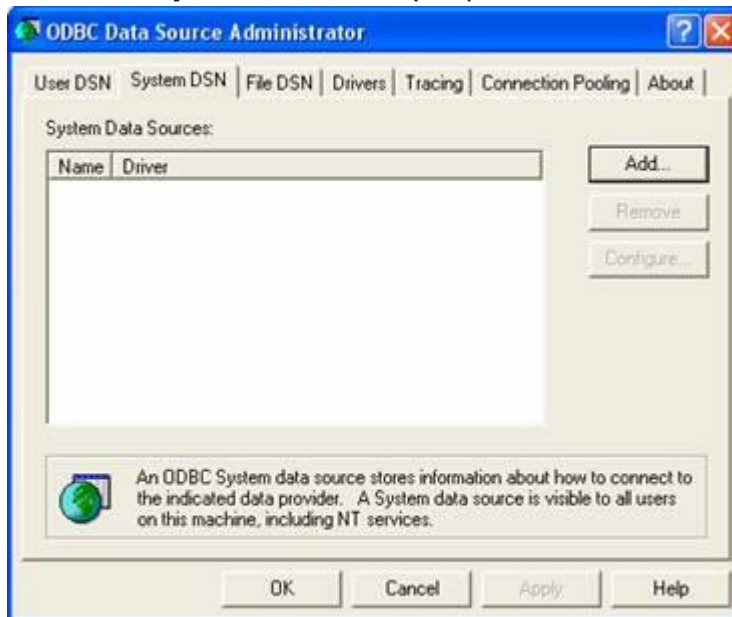 ODBC Data Source Administrator
User DSN System DSN File DSN Drivers Tracing Connection Pooling About
System Data Sources:
Name Driver
Add...
Remove
Configure...
An ODBC System data source stores information about how to connect to
the indicated data provider. A System data source is visible to all users
on this machine, including NT services.
OK Cancel Apply Help